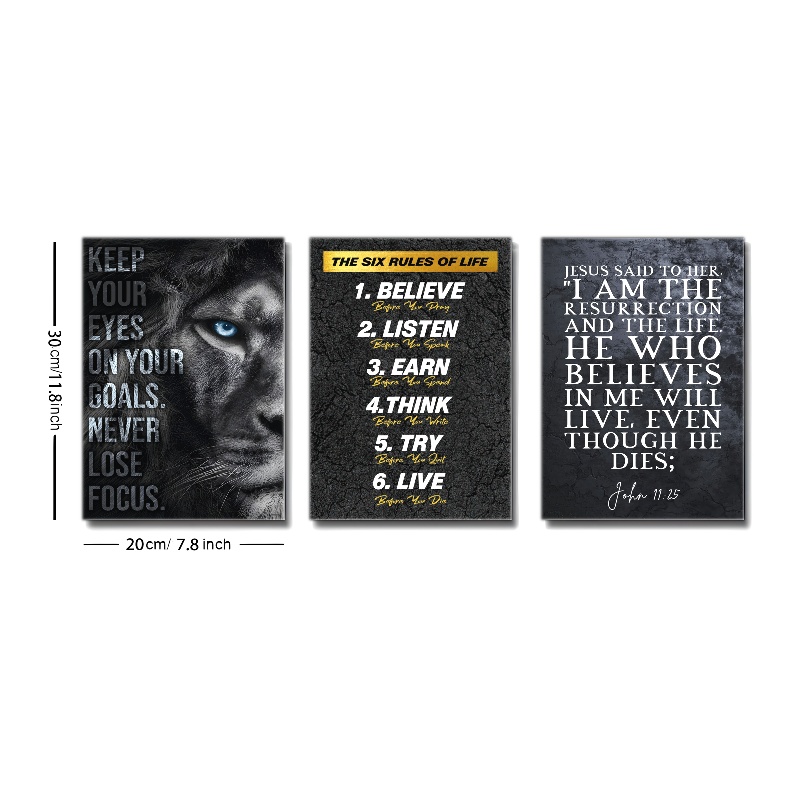 30cm/11.8inch
20cm/ 7.8 inch
KEEP
YOUR
EYES
ON YOUR
GOALS.
NEVER
LOSE
FOCUS.
THE SIX RULES OF LIFE
1. BELIEVE
Before You Pray
2. LISTEN
Before You Speak
3. EARN
Before You Spend
4.THINK
Before You Write
5. TRY
Before You Quit
6. LIVE
Before You Die
JESUS SAID TO HER,
"I AM THE
RESURRECTION
AND THE LIFE.
HE WHO
BELIEVES
IN ME WILL
LIVE, EVEN
THOUGH HE
DIES;
John 11:25